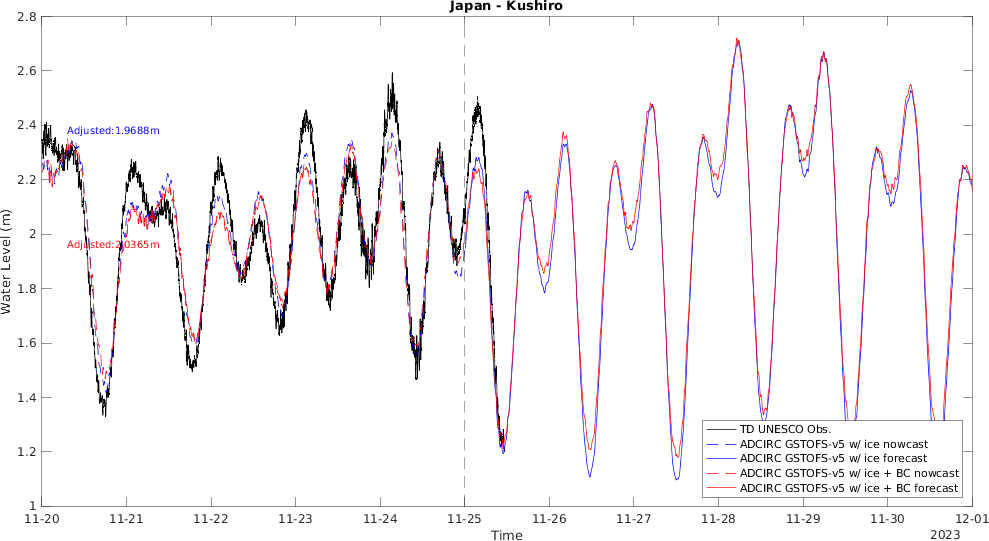 Japan - Kushiro
2.8
2.6
2.4
2.2
2
1.8
1.6
1.4
1.2
1
Water Level (m)
Adjusted:1.9688m
Adjusted:2.0365m
TD UNESCO Obs.
ADCIRC GSTOFS-v5 w/ ice nowcast
ADCIRC GSTOFS-v5 w/ ice forecast
ADCIRC GSTOFS-v5 w/ ice + BC nowcast
ADCIRC GSTOFS-v5 w/ ice + BC forecast
11-20 11-21 11-22 11-23 11-24 11-25 11-26 11-27 11-28 11-29 11-30 12-01
Time
2023